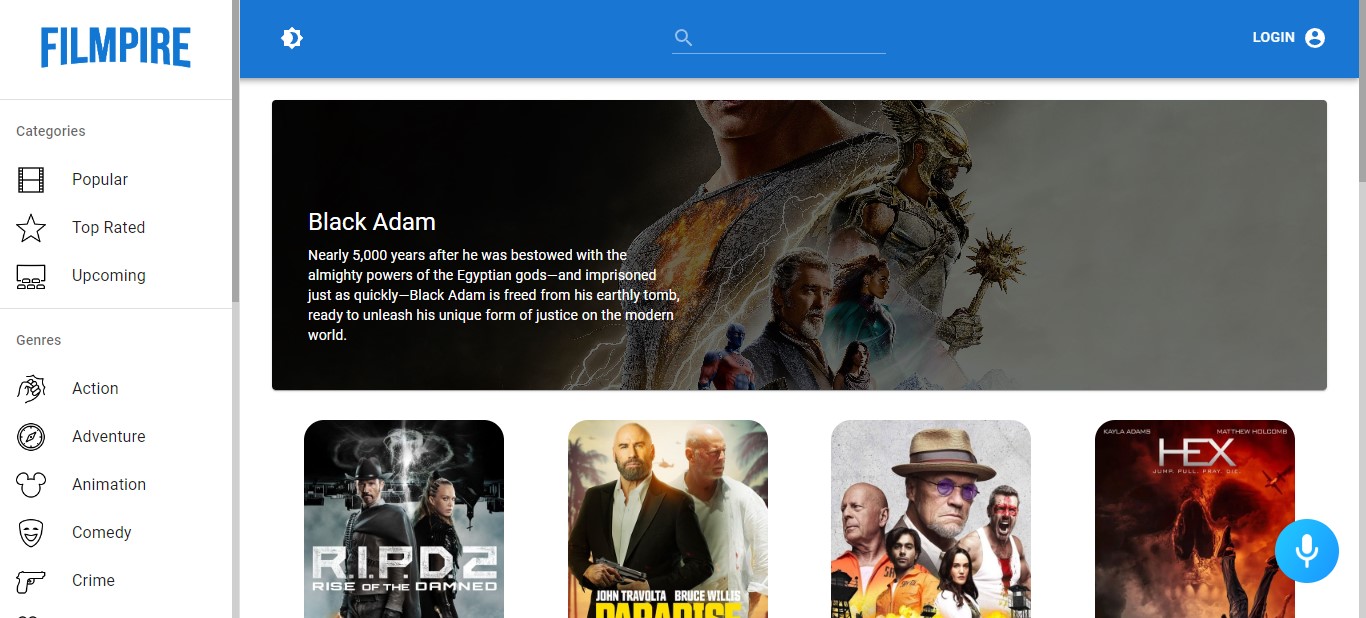 FILMPIRE
LOGIN
Categories
Popular
Top Rated
Upcoming
Genres
Action
Adventure
Animation
Comedy
Crime
Black Adam
Nearly 5,000 years after he was bestowed with the
almighty powers of the Egyptian gods—and imprisoned
just as quickly—Black Adam is freed from his earthly tomb,
ready to unleash his unique form of justice on the modern
world.
R.I.P.D.2
RISE OF THE DAMNED
JOHN TRAVOLTA BRUCE WILLIS
PARADISE
KAYLA ADAMS MATTHEW HOLCOMB
HEX
JUMP. PULL. PRAY. DIE.